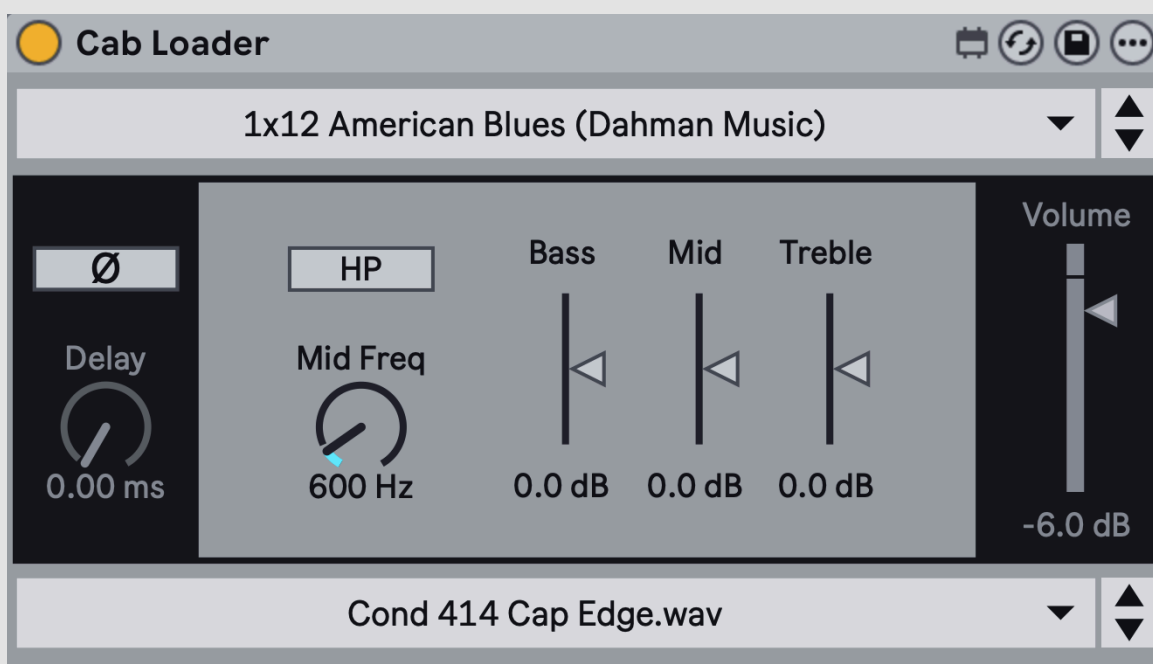 Cab Loader
1x12 American Blues (Dahman Music)
Ø
HP
Bass
Mid
Treble
Volume
Delay
Mid Freq
0.00 ms
600 Hz
0.0 dB
0.0 dB
0.0 dB
-6.0 dB
Cond 414 Cap Edge.wav